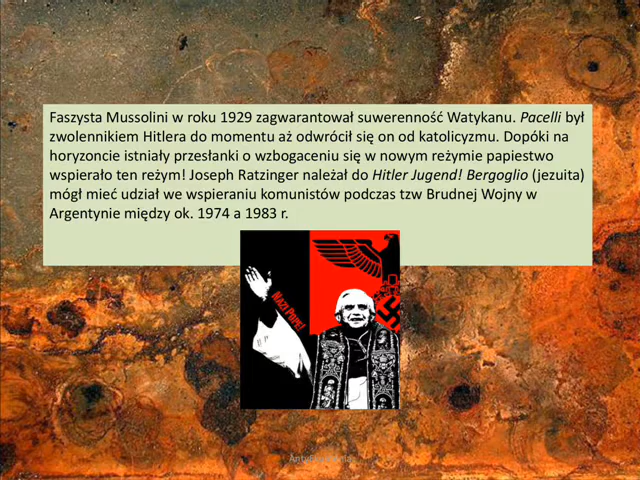 Faszysta Mussolini w roku 1929 zagwarantował suwerenność Watykanu. Pacelli był
zwolennikiem Hitlera do momentu aż odwrócił się on od katolicyzmu. Dopóki na
horyzoncie istniały przesłanki o wzbogaceniu się w nowym reżymie papiestwo
wspierało ten reżym! Joseph Ratzinger należał do Hitler Jugend! Bergoglio (jezuita)
mógł mieć udział we wspieraniu komunistów podczas tzw Brudnej Wojny w
Argentynie między ok. 1974 a 1983 r.
Nazi Pope!